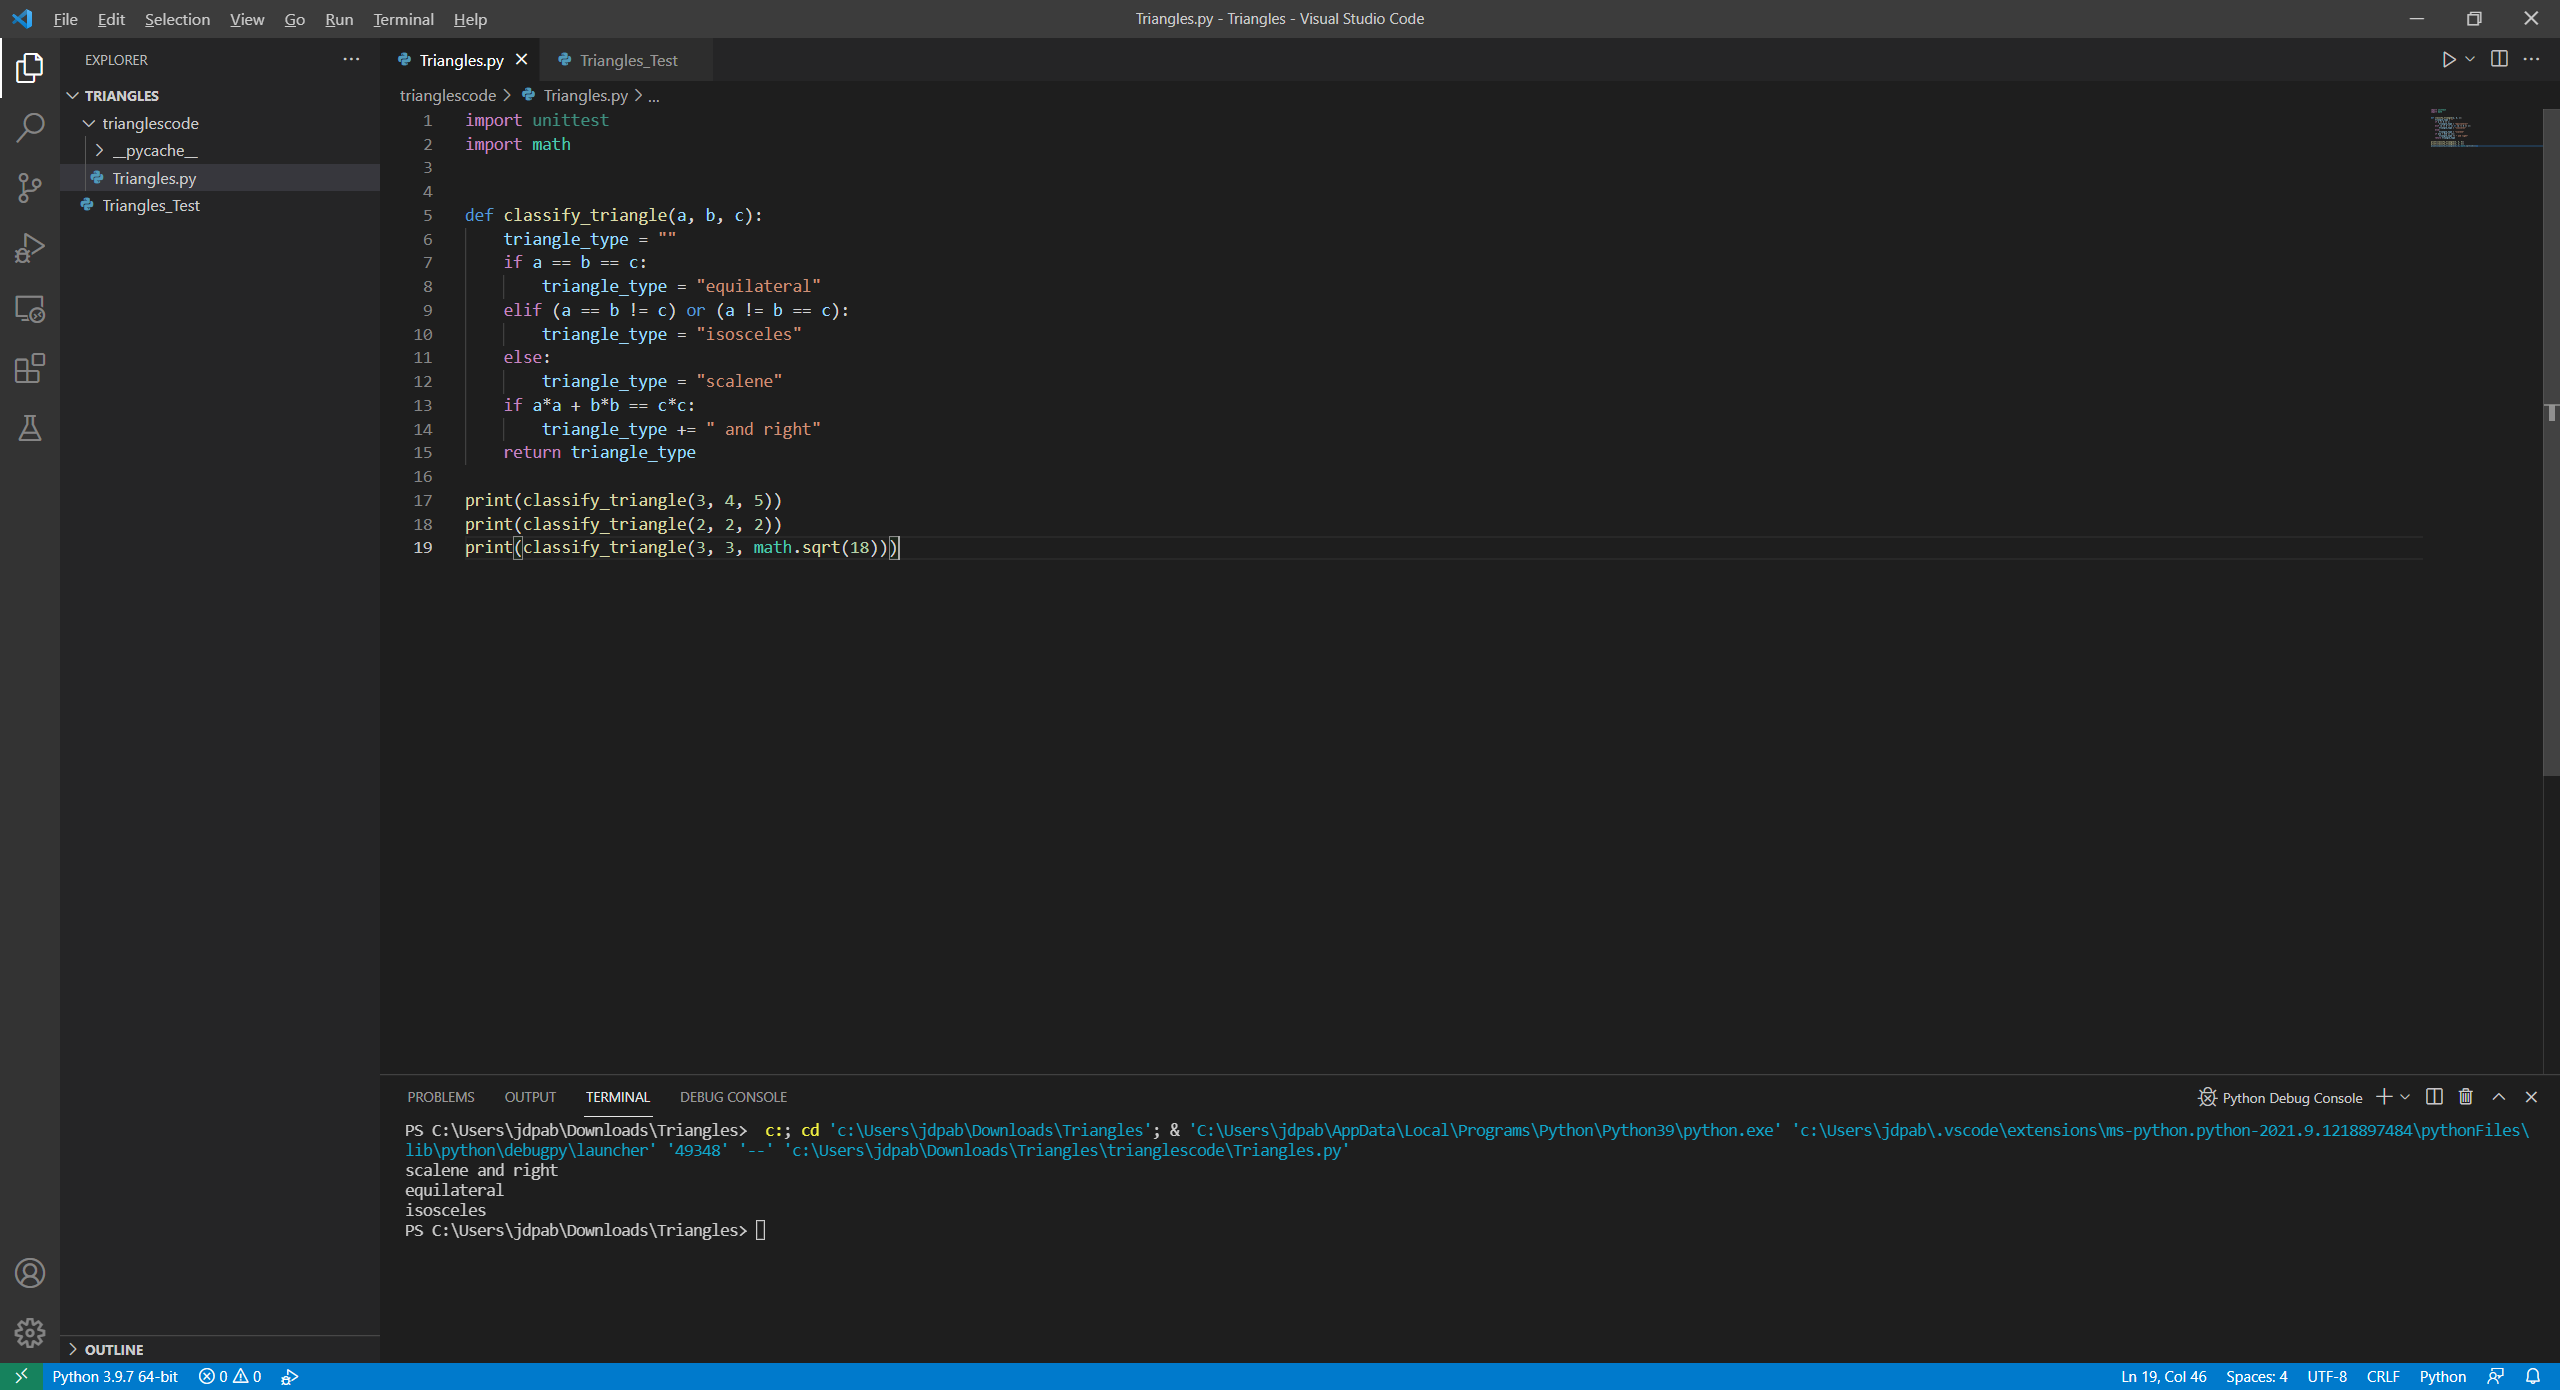 File Edit Selection View Go Run Terminal Help
Triangles.py - Triangles - Visual Studio Code
EXPLORER
TRIANGLES
trianglescode
__pycache__
Triangles.py
Triangles_Test
OUTLINE
Triangles.py Triangles_Test
trianglescode > Triangles.py > ...
1 import unittest
2 import math
3
4
5 def classify_triangle(a, b, c):
6     triangle_type = ""
7     if a == b == c:
8         triangle_type = "equilateral"
9     elif (a == b != c) or (a != b == c):
10         triangle_type = "isosceles"
11     else:
12         triangle_type = "scalene"
13     if a*a + b*b == c*c:
14         triangle_type += " and right"
15     return triangle_type
16
17 print(classify_triangle(3, 4, 5))
18 print(classify_triangle(2, 2, 2))
19 print(classify_triangle(3, 3, math.sqrt(18)))
PROBLEMS OUTPUT TERMINAL DEBUG CONSOLE
Python Debug Console
PS C:\Users\jdpab\Downloads\Triangles>  c:; cd 'c:\Users\jdpab\Downloads\Triangles'; & 'C:\Users\jdpab\AppData\Local\Programs\Python\Python39\python.exe' 'c:\Users\jdpab\.vscode\extensions\ms-python.python-2021.9.1218897484\pythonFiles\
lib\python\debugpy\launcher' '49348' '--' 'c:\Users\jdpab\Downloads\Triangles\trianglescode\Triangles.py'
scalene and right
equilateral
isosceles
PS C:\Users\jdpab\Downloads\Triangles>
Python 3.9.7 64-bit 0 0
Ln 19, Col 46 Spaces: 4 UTF-8 CRLF Python